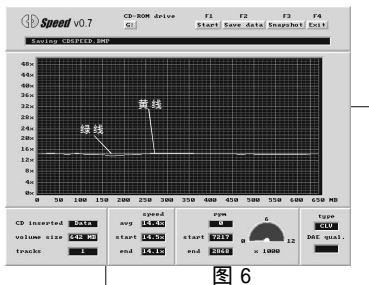 CD Speed v0.7
CD-ROM drive F1 F2 F3 F4
G: Start Save data Snapshot Exit
Saving CDSPEED.BMP
48x
44x
40x
36x
32x
28x
24x
20x
16x
12x
8x
4x
0x
黄线
绿线
0 50 100 150 200 250 300 350 400 450 500 550 600 650 MB
speed rpm type
CD inserted Data avg 14.4x 0 6 CLV
volume size 642 MB start 14.5x start 7217 0 12 DAE qual.
tracks 1 end 14.1x end 2868 x 1000
图 6